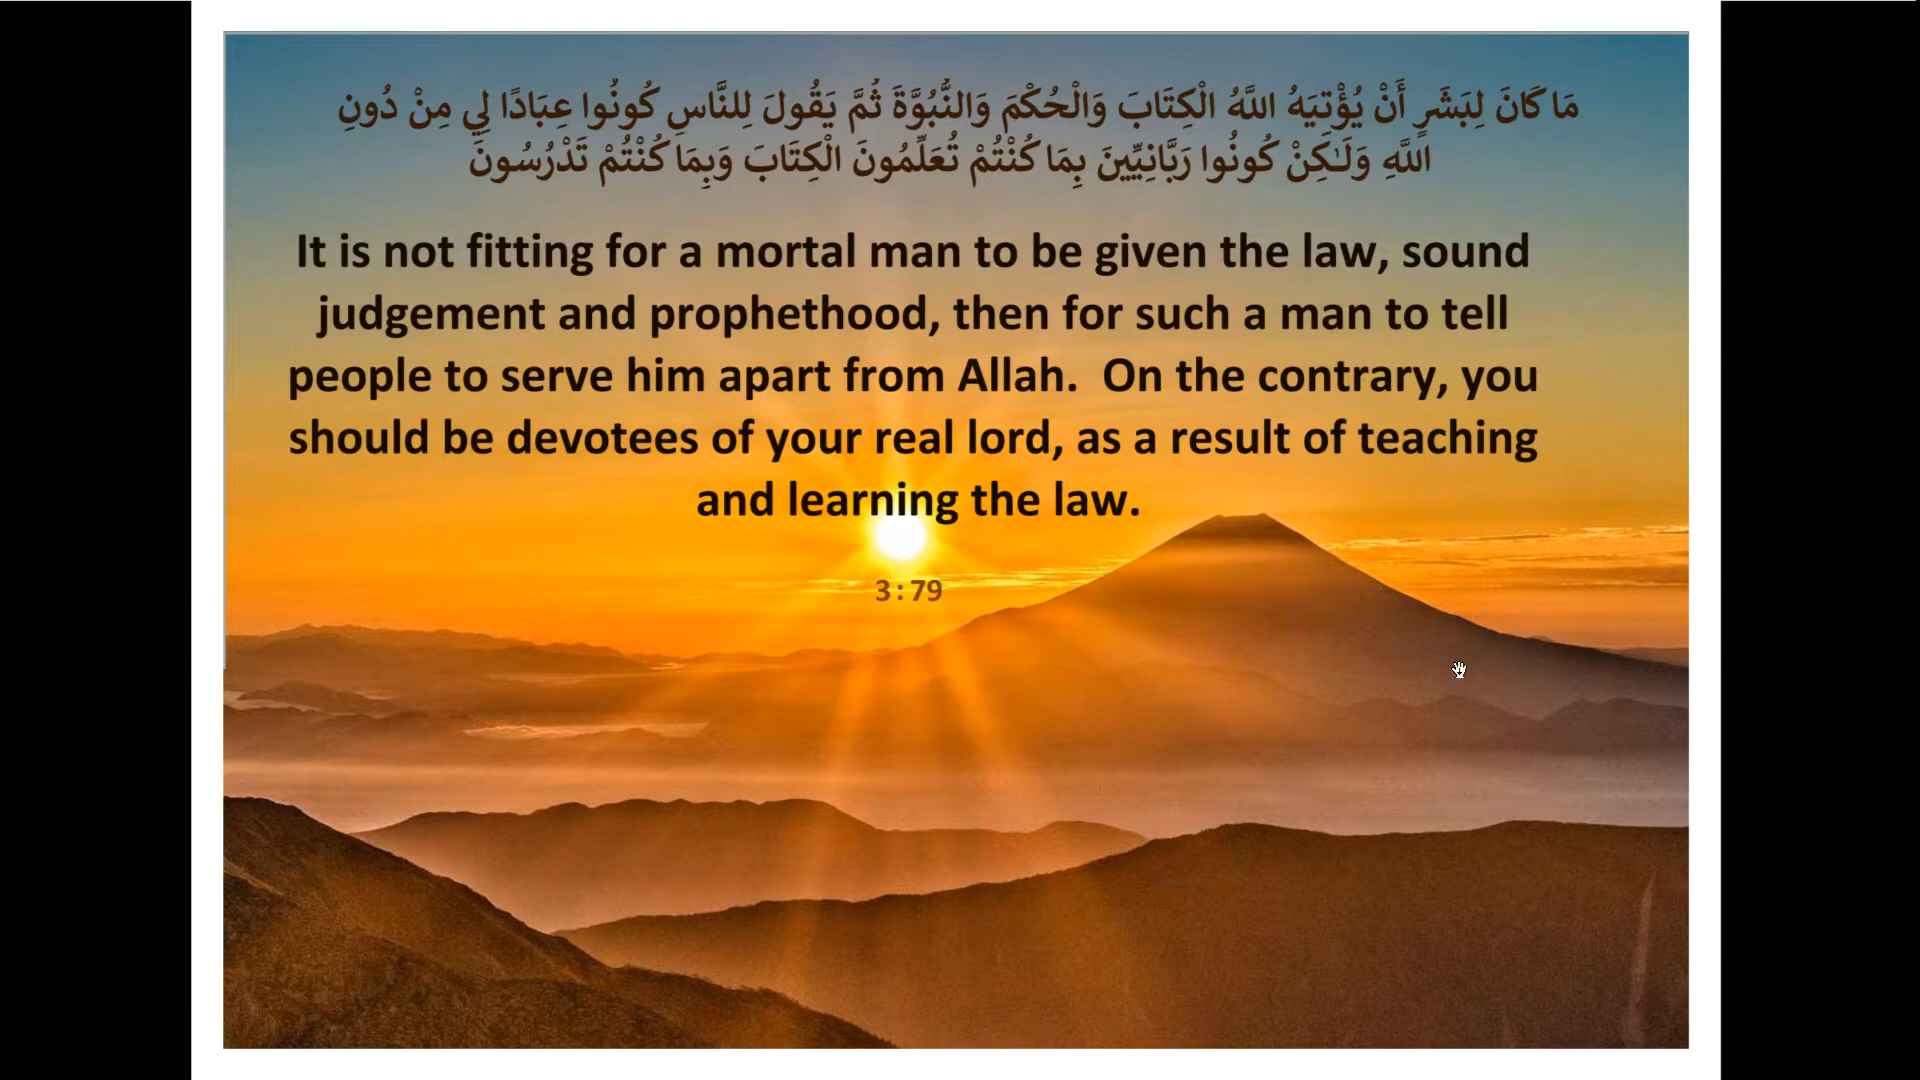 مَا كَانَ لِبَشَرٍ أَنْ يُؤْتِيَهُ اللَّهُ الْكِتَابَ وَالْحُكْمَ وَالنُّبُوَّةَ ثُمَّ يَقُولَ لِلنَّاسِ كُونُوا عِبَادًا لِي مِنْ دُونِ
اللَّهِ وَلَٰكِنْ كُونُوا رَبَّانِيِّينَ بِمَا كُنْتُمْ تُعَلِّمُونَ الْكِتَابَ وَبِمَا كُنْتُمْ تَدْرُسُونَ
It is not fitting for a mortal man to be given the law, sound
judgement and prophethood, then for such a man to tell
people to serve him apart from Allah.  On the contrary, you
should be devotees of your real lord, as a result of teaching
and learning the law.
3:79